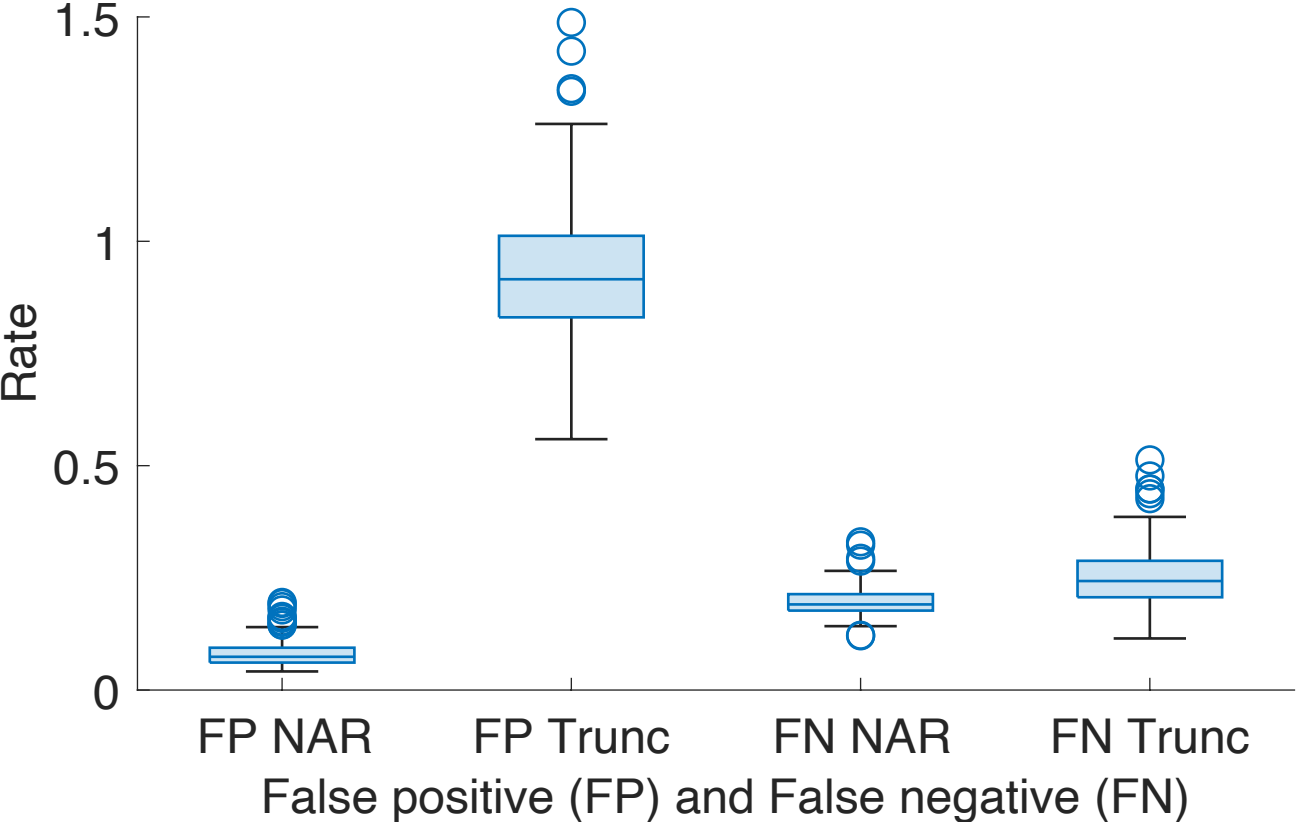 1.5
1
0.5
0
Rate
FP NAR
FP Trunc
FN NAR
FN Trunc
False positive (FP) and False negative (FN)